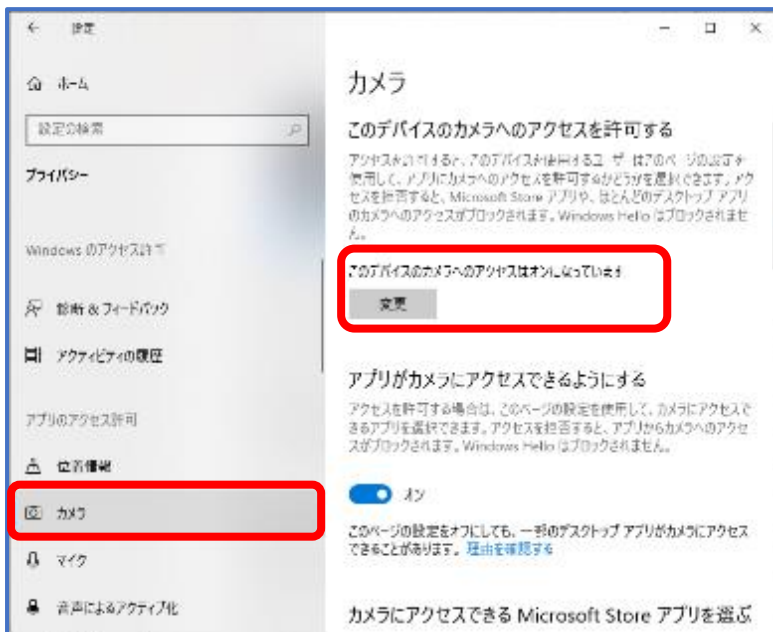 設定
ホーム
設定の検索
プライバシー
Windows のアクセス許可
診断 & フィードバック
アクティビティの履歴
アプリのアクセス許可
位置情報
カメラ
マイク
音声によるアクティブ化
カメラ
このデバイスのカメラへのアクセスを許可する
アクセスを許可すると、このデバイスを使用するユーザーはこのページの設定を
使用して、アプリにカメラへのアクセスを許可するかどうかを選択できます。アク
セスを拒否すると、Microsoft Store アプリや、ほとんどのデスクトップ アプリ
のカメラへのアクセスがブロックされます。Windows Hello はブロックされませ
ん。
このデバイスのカメラへのアクセスはオンになっています
変更
アプリがカメラにアクセスできるようにする
アクセスを許可する場合は、このページの設定を使用して、カメラにアクセスで
きるアプリを選択できます。アクセスを拒否すると、アプリからカメラへのアクセ
スがブロックされます。Windows Hello はブロックされません。
オン
このページの設定をオフにしても、一部のデスクトップ アプリがカメラにアクセス
できることがあります。理由を確認する
カメラにアクセスできる Microsoft Store アプリを選ぶ